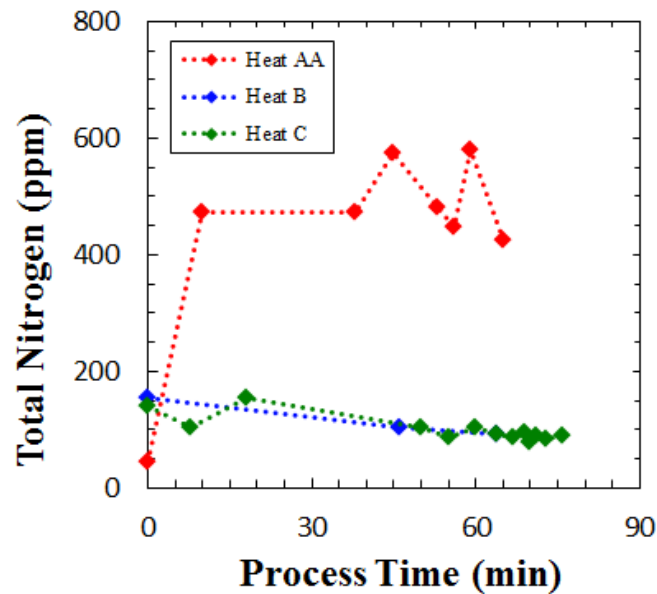 800
600
400
200
0
Total Nitrogen (ppm)
Heat AA
Heat B
Heat C
0 30 60 90
Process Time (min)